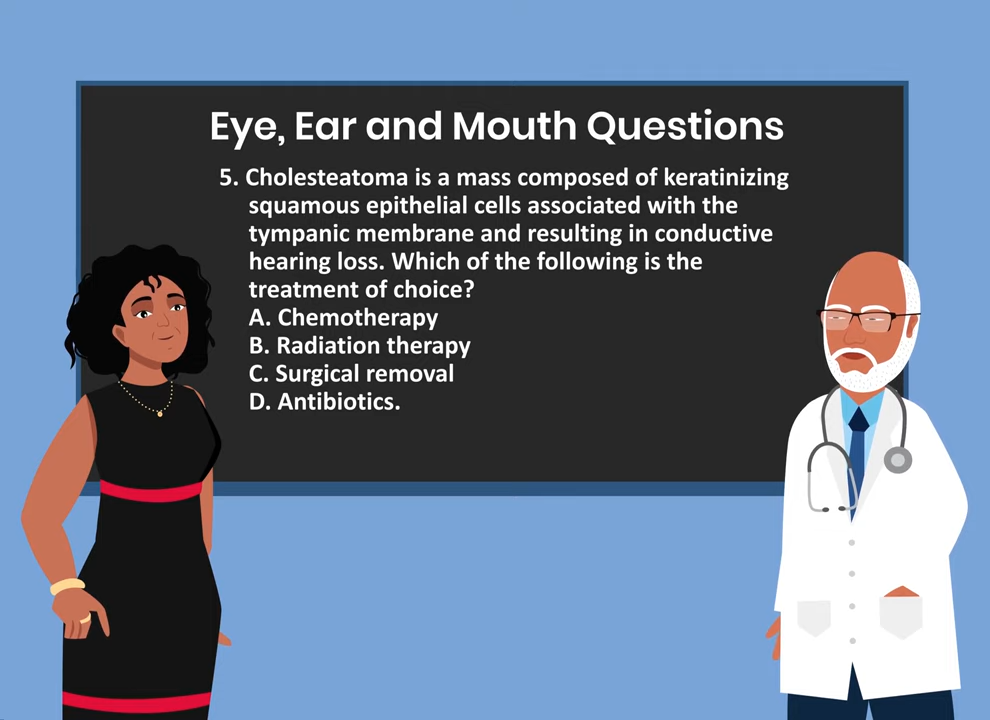 Eye, Ear and Mouth Questions
5. Cholesteatoma is a mass composed of keratinizing
squamous epithelial cells associated with the
tympanic membrane and resulting in conductive
hearing loss. Which of the following is the
treatment of choice?
A. Chemotherapy
B. Radiation therapy
C. Surgical removal
D. Antibiotics.